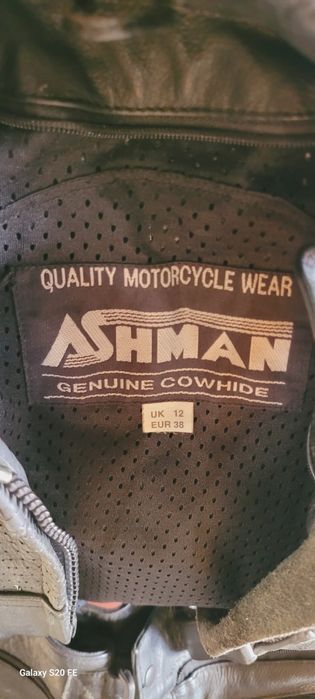 QUALITY MOTORCYCLE WEAR
ASHMAN
GENUINE COWHIDE
UK 12
EUR 38
Galaxy S20 FE